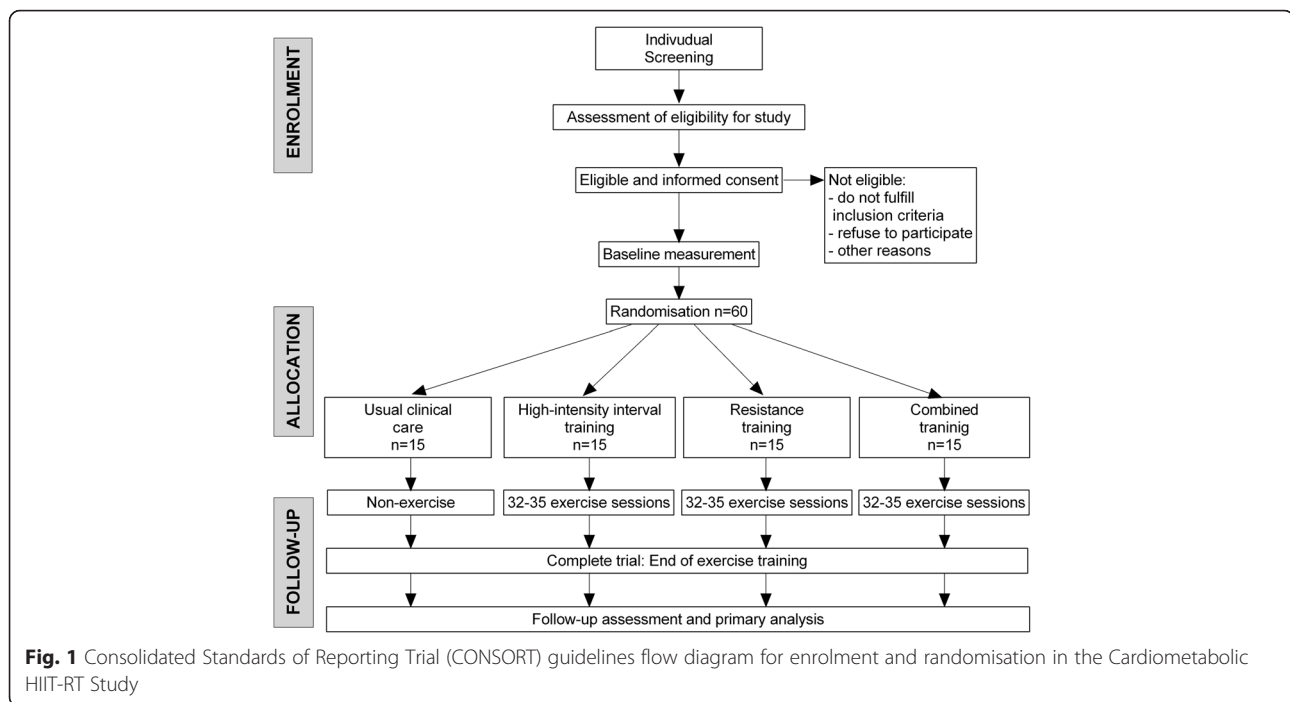 ENROLMENT
Indivudual
Screening
Assessment of eligibility for study
Eligible and informed consent
Not eligible:
- do not fulfill
inclusion criteria
- refuse to participate
- other reasons
Baseline measurement
ALLOCATION
Randomisation n=60
Usual clinical
care
n=15
High-intensity interval
training
n=15
Resistance
training
n=15
Combined
traninig
n=15
FOLLOW-UP
Non-exercise
32-35 exercise sessions
32-35 exercise sessions
32-35 exercise sessions
Complete trial: End of exercise training
Follow-up assessment and primary analysis
Fig. 1 Consolidated Standards of Reporting Trial (CONSORT) guidelines flow diagram for enrolment and randomisation in the Cardiometabolic
HIIT-RT Study